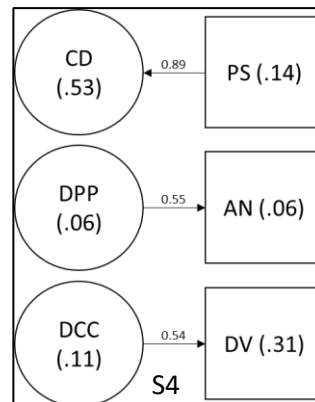 CD
(.53)
0.89
PS (.14)
DPP
(.06)
0.55
AN (.06)
DCC
(.11)
0.54
DV (.31)
S4